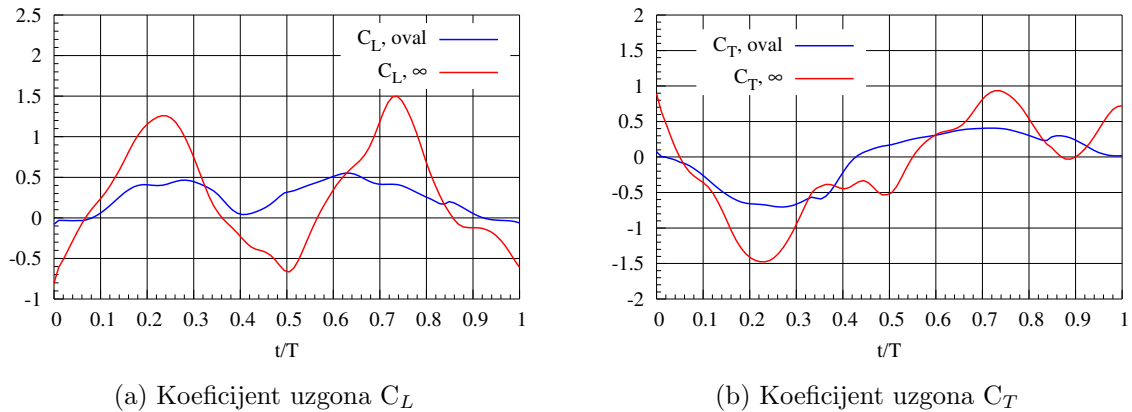 2.5
2
1.5
1
0.5
0
-0.5
-1
0 0.1 0.2 0.3 0.4 0.5 0.6 0.7 0.8 0.9 1
t/T
C_L, oval
C_L, ∞
(a) Koeficijent uzgona C_L
2
1.5
1
0.5
0
-0.5
-1
-1.5
-2
0 0.1 0.2 0.3 0.4 0.5 0.6 0.7 0.8 0.9 1
t/T
C_T, oval
C_T, ∞
(b) Koeficijent uzgona C_T